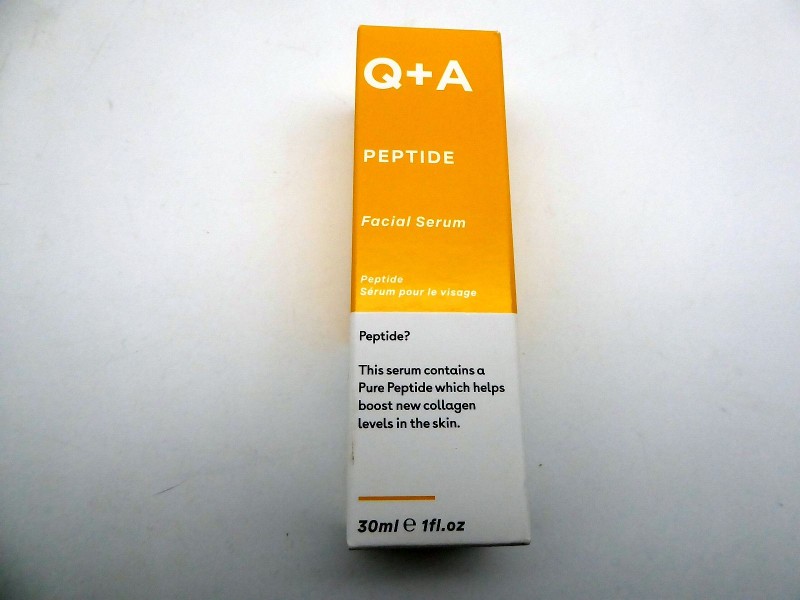 Q+A
PEPTIDE
Facial Serum
Peptide
Sérum pour le visage
Peptide?
This serum contains a
Pure Peptide which helps
boost new collagen
levels in the skin.
30ml ℮ 1fl.oz